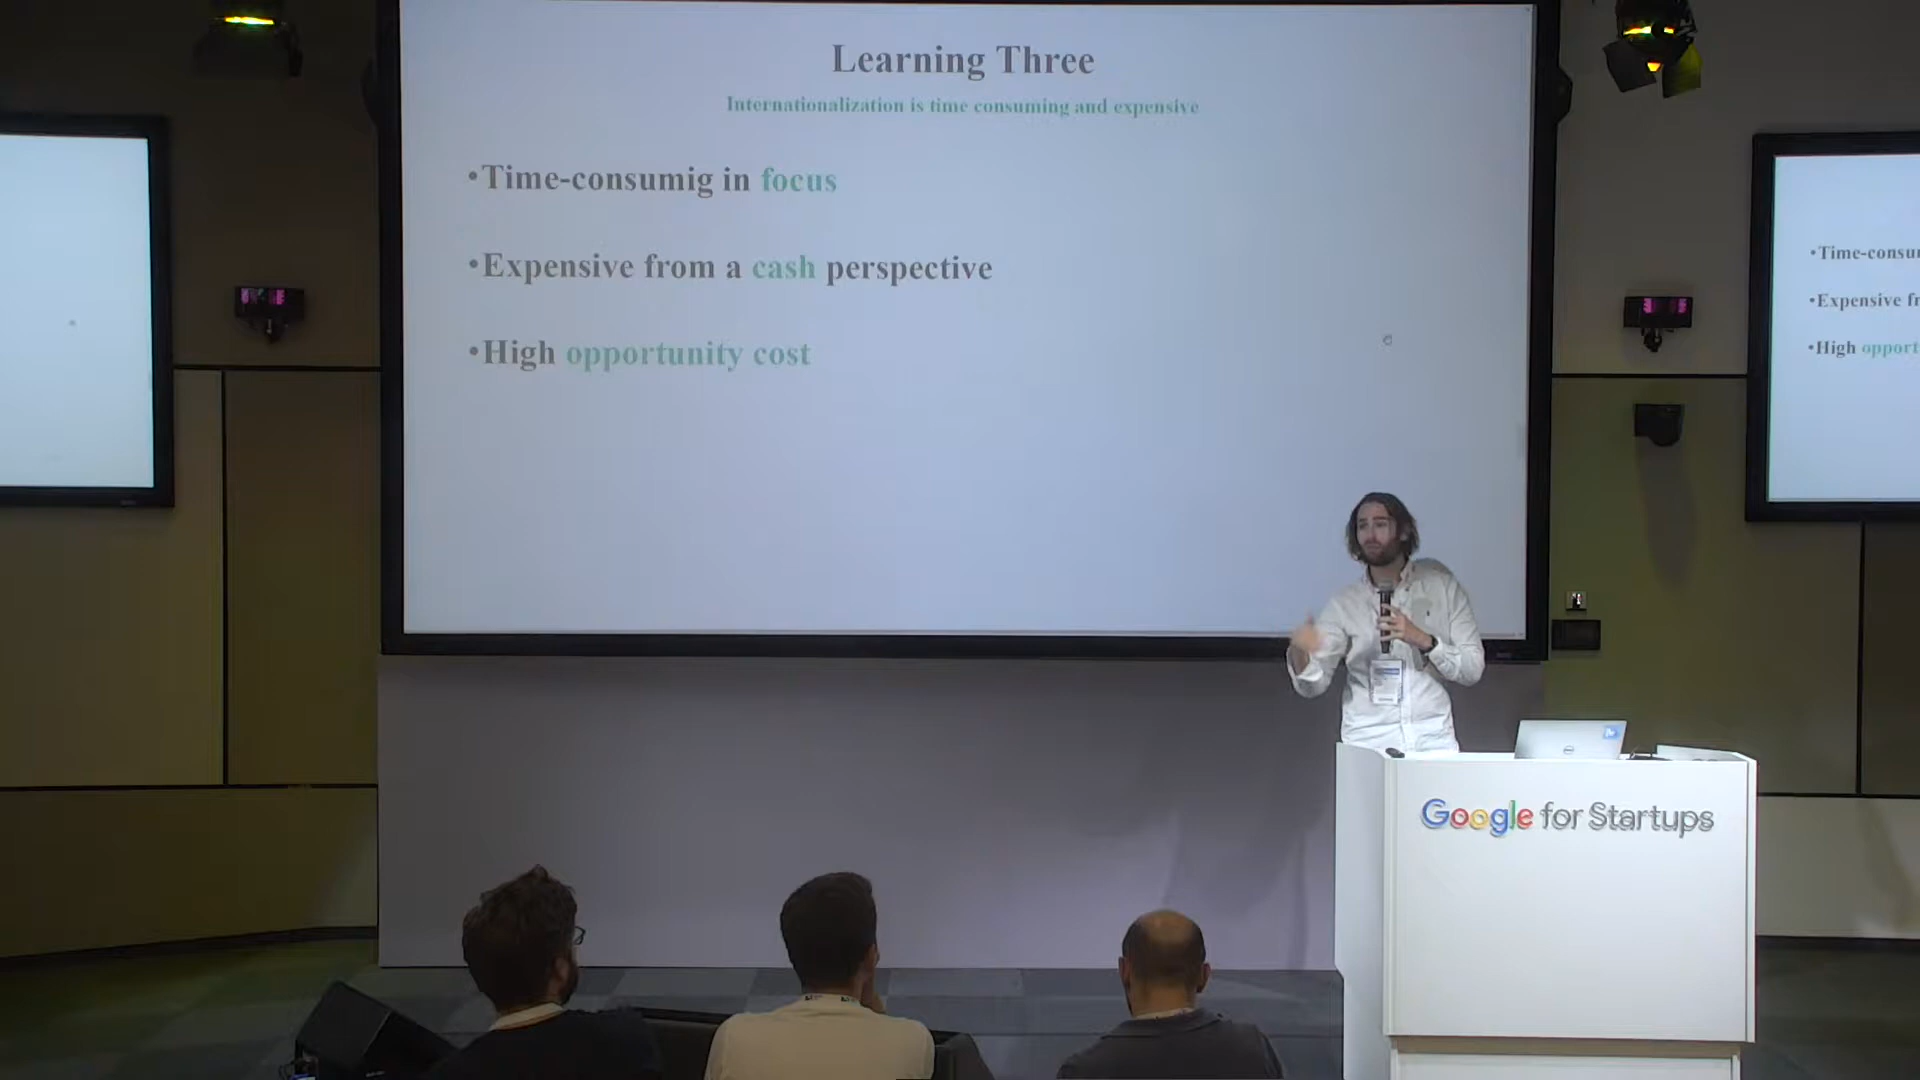 Learning Three
Internationalization is time consuming and expensive
•Time-consumig in focus
•Expensive from a cash perspective
•High opportunity cost
•Time-consu
•Expensive fr
•High opport
Google for Startups